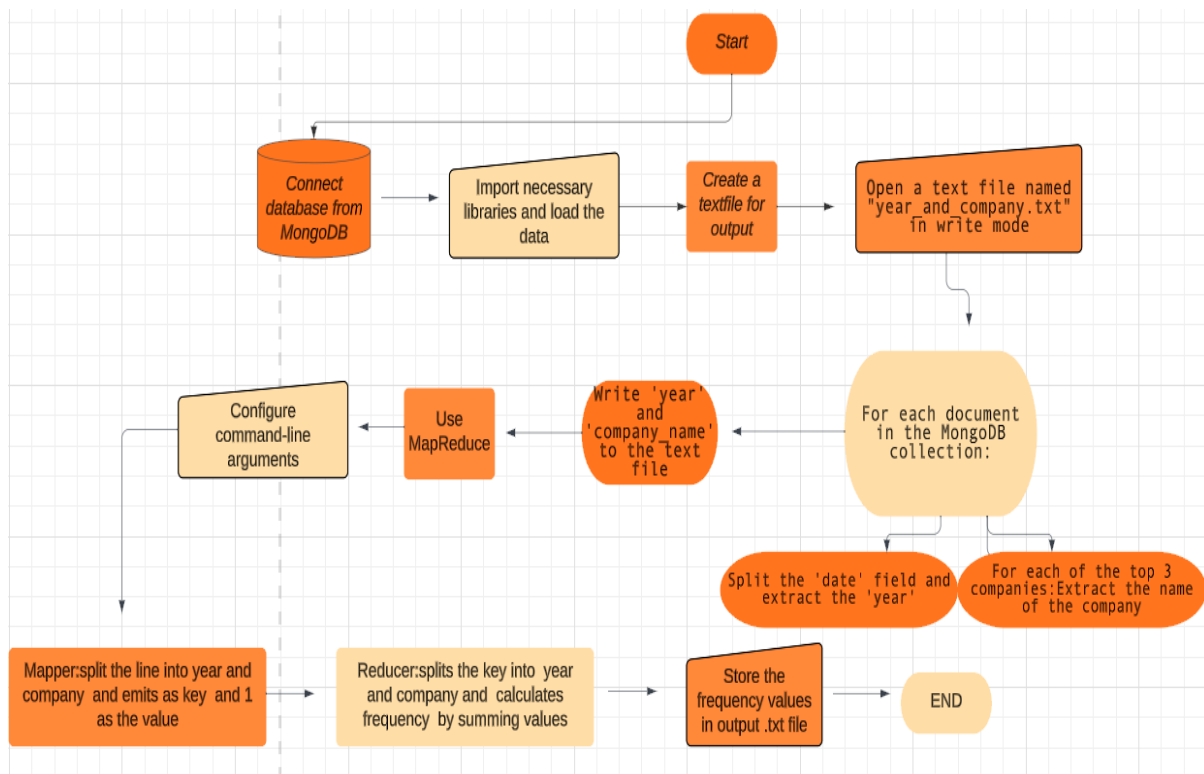 Start
Connect
database from
MongoDB
Import necessary
libraries and load the
data
Create a
textfile for
output
Open a text file named
"year_and_company.txt"
in write mode
For each document
in the MongoDB
collection:
Split the 'date' field and
extract the 'year'
For each of the top 3
companies:Extract the name
of the company
Write 'year'
and
'company_name'
to the text
file
Use
MapReduce
Configure
command-line
arguments
Mapper:split the line into year and
company and emits as key and 1
as the value
Reducer:splits the key into year
and company and calculates
frequency by summing values
Store the
frequency values
in output .txt file
END